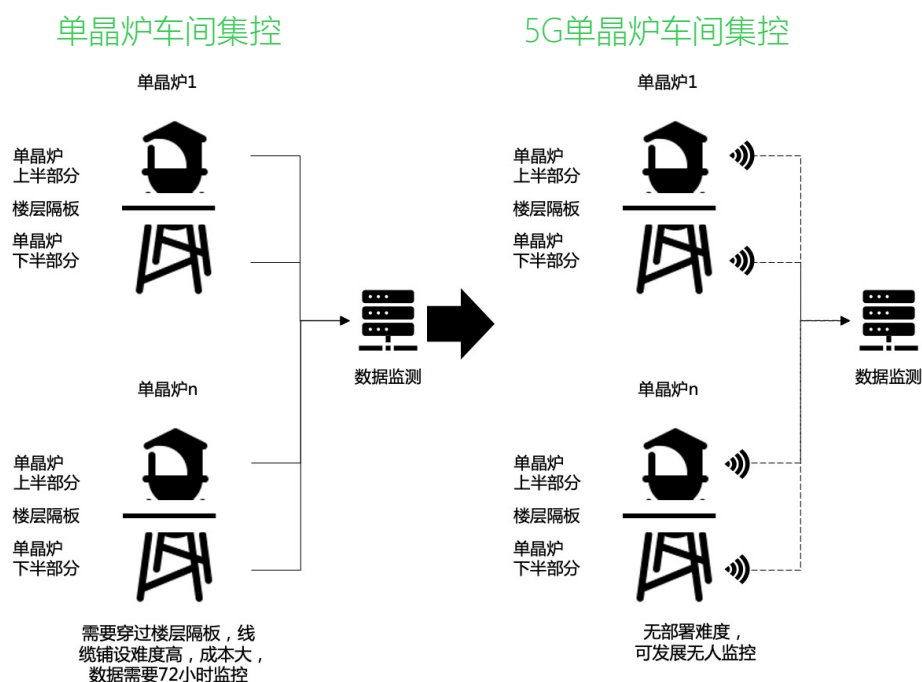 单晶炉车间集控
单晶炉1
单晶炉
上半部分
楼层隔板
单晶炉
下半部分
数据监测
单晶炉n
单晶炉
上半部分
楼层隔板
单晶炉
下半部分
需要穿过楼层隔板，线
缆铺设难度高，成本大，
数据需要72小时监控
5G单晶炉车间集控
单晶炉1
单晶炉
上半部分
楼层隔板
单晶炉
下半部分
数据监测
单晶炉n
单晶炉
上半部分
楼层隔板
单晶炉
下半部分
无部署难度，
可发展无人监控